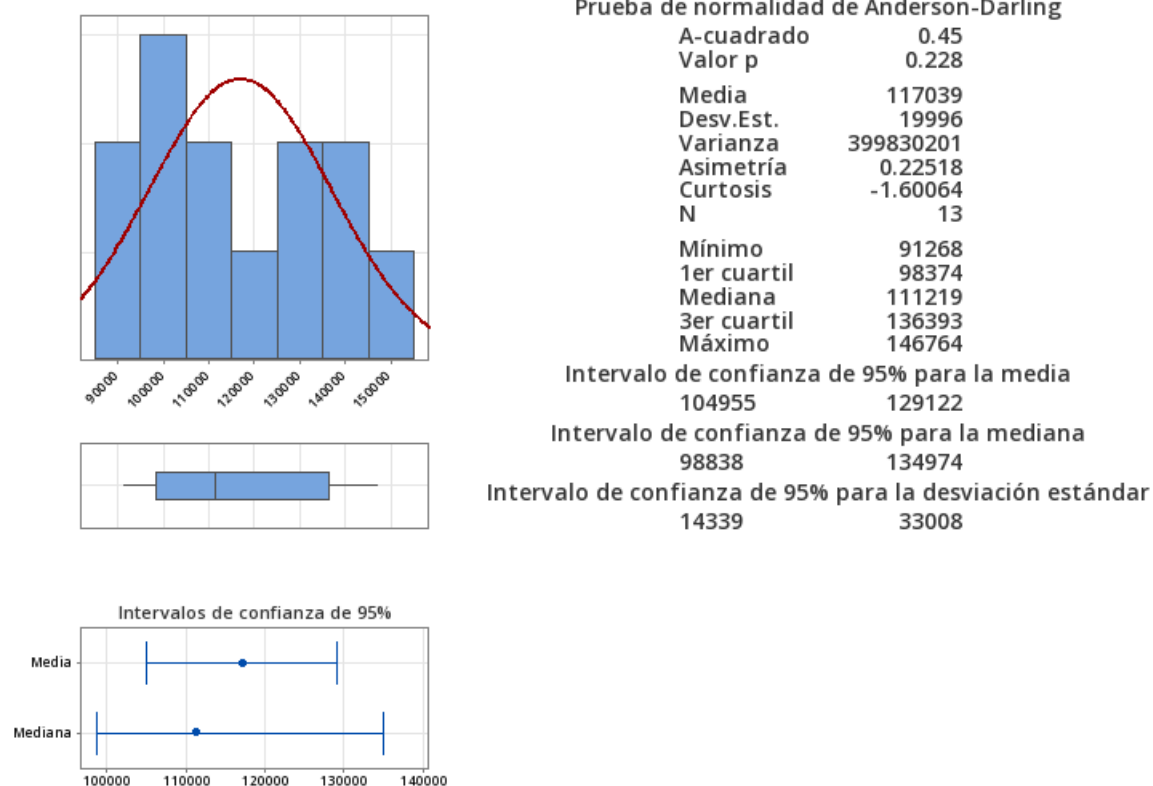 Prueba de normalidad de Anderson-Darling
A-cuadrado 0.45
Valor p 0.228
Media 117039
Desv.Est. 19996
Varianza 399830201
Asimetría 0.22518
Curtosis -1.60064
N 13
Mínimo 91268
1er cuartil 98374
Mediana 111219
3er cuartil 136393
Máximo 146764
Intervalo de confianza de 95% para la media
104955 129122
Intervalo de confianza de 95% para la mediana
98838 134974
Intervalo de confianza de 95% para la desviación estándar
14339 33008
90000 100000 110000 120000 130000 140000 150000
Intervalos de confianza de 95%
Media
Mediana
100000 110000 120000 130000 140000